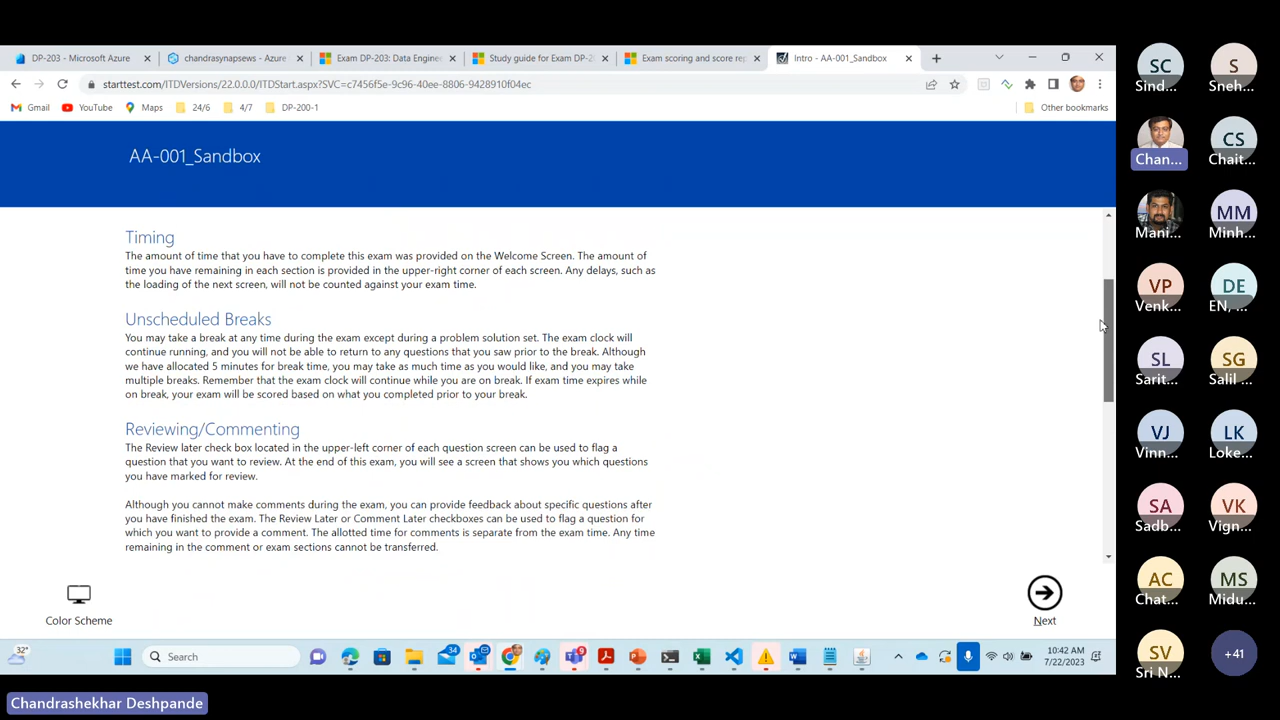 DP-203 - Microsoft Azure
chandrasynapsews - Azure
Exam DP-203: Data Engine
Study guide for Exam DP-2
Exam scoring and score re
Intro - AA-001_Sandbox
starttest.com/ITDVersions/22.0.0.0/ITDStart.aspx?SVC=c7456f5e-9c96-40ee-8806-9428910f04ec
Gmail
YouTube
Maps
24/6
4/7
DP-200-1
Other bookmarks
AA-001_Sandbox
Timing
The amount of time that you have to complete this exam was provided on the Welcome Screen. The amount of
time you have remaining in each section is provided in the upper-right corner of each screen. Any delays, such as
the loading of the next screen, will not be counted against your exam time.
Unscheduled Breaks
You may take a break at any time during the exam except during a problem solution set. The exam clock will
continue running, and you will not be able to return to any questions that you saw prior to the break. Although
we have allocated 5 minutes for break time, you may take as much time as you would like, and you may take
multiple breaks. Remember that the exam clock will continue while you are on break. If exam time expires while
on break, your exam will be scored based on what you completed prior to your break.
Reviewing/Commenting
The Review later check box located in the upper-left corner of each question screen can be used to flag a
question that you want to review. At the end of this exam, you will see a screen that shows you which questions
you have marked for review.
Although you cannot make comments during the exam, you can provide feedback about specific questions after
you have finished the exam. The Review Later or Comment Later checkboxes can be used to flag a question for
which you want to provide a comment. The allotted time for comments is separate from the exam time. Any time
remaining in the comment or exam sections cannot be transferred.
Color Scheme
Next
32°
Search
34
9
10:42 AM
7/22/2023
Chandrashekhar Deshpande
SC
Sind...
S
Sneh...
Chan...
CS
Chait...
Mani...
MM
Minh...
VP
Venk...
DE
EN, ...
SL
Sarit...
SG
Salil ...
VJ
Vinn...
LK
Loke...
SA
Sadb...
VK
Vign...
AC
Chat...
MS
Midu...
SV
Sri N...
+41